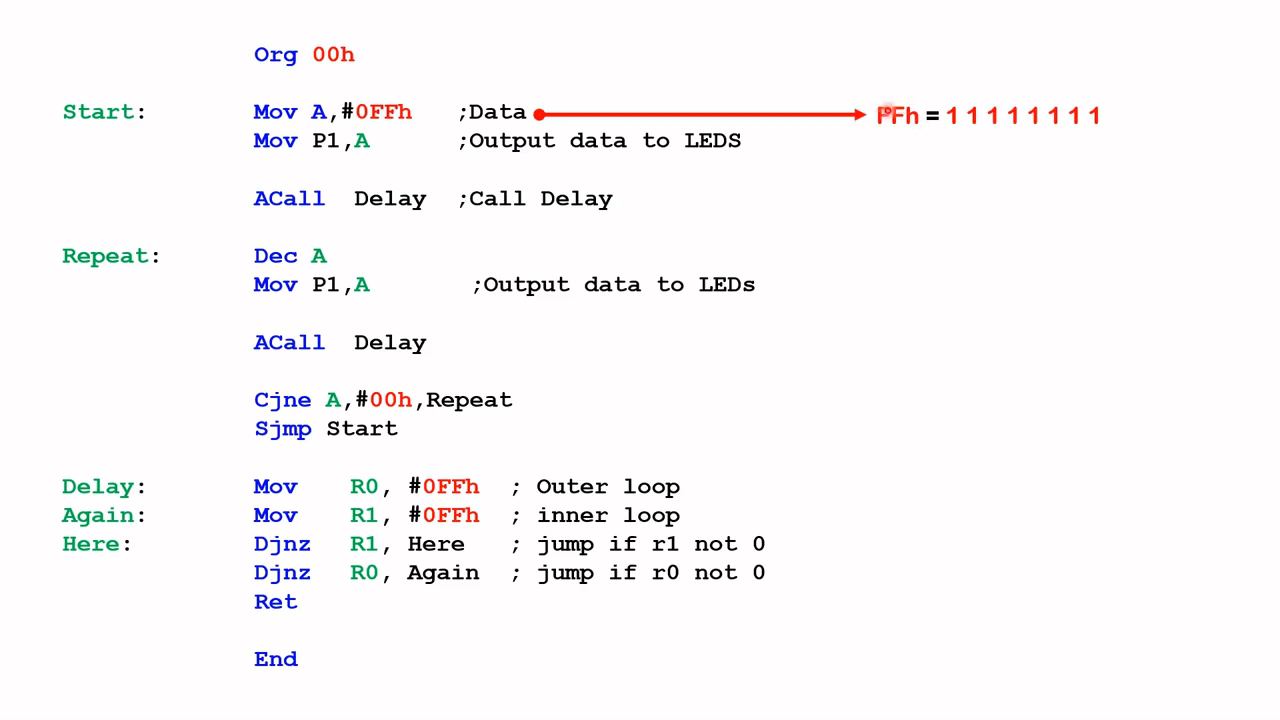 Org 00h
Start: Mov A,#0FFh ;Data FFh = 1 1 1 1 1 1 1 1
Mov P1,A ;Output data to LEDS
ACall Delay ;Call Delay
Repeat: Dec A
Mov P1,A ;Output data to LEDs
ACall Delay
Cjne A,#00h,Repeat
Sjmp Start
Delay: Mov R0, #0FFh ; Outer loop
Again: Mov R1, #0FFh ; inner loop
Here: Djnz R1, Here ; jump if r1 not 0
Djnz R0, Again ; jump if r0 not 0
Ret
End